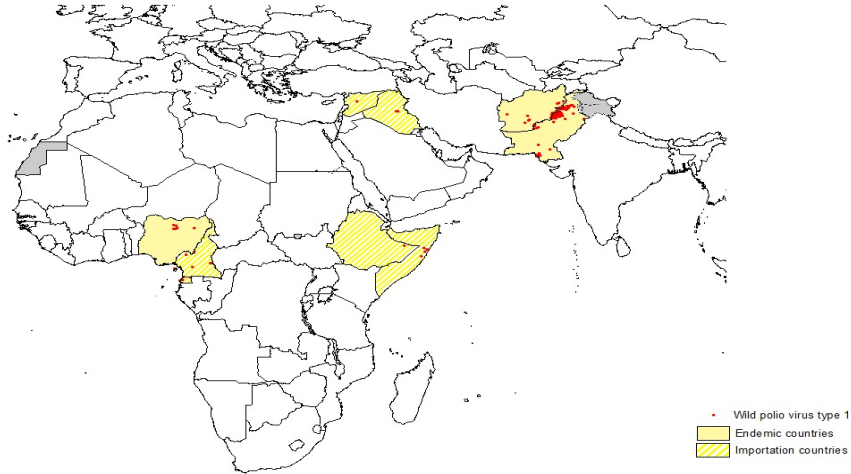 Wild polio virus type 1
Endemic countries
Importation countries